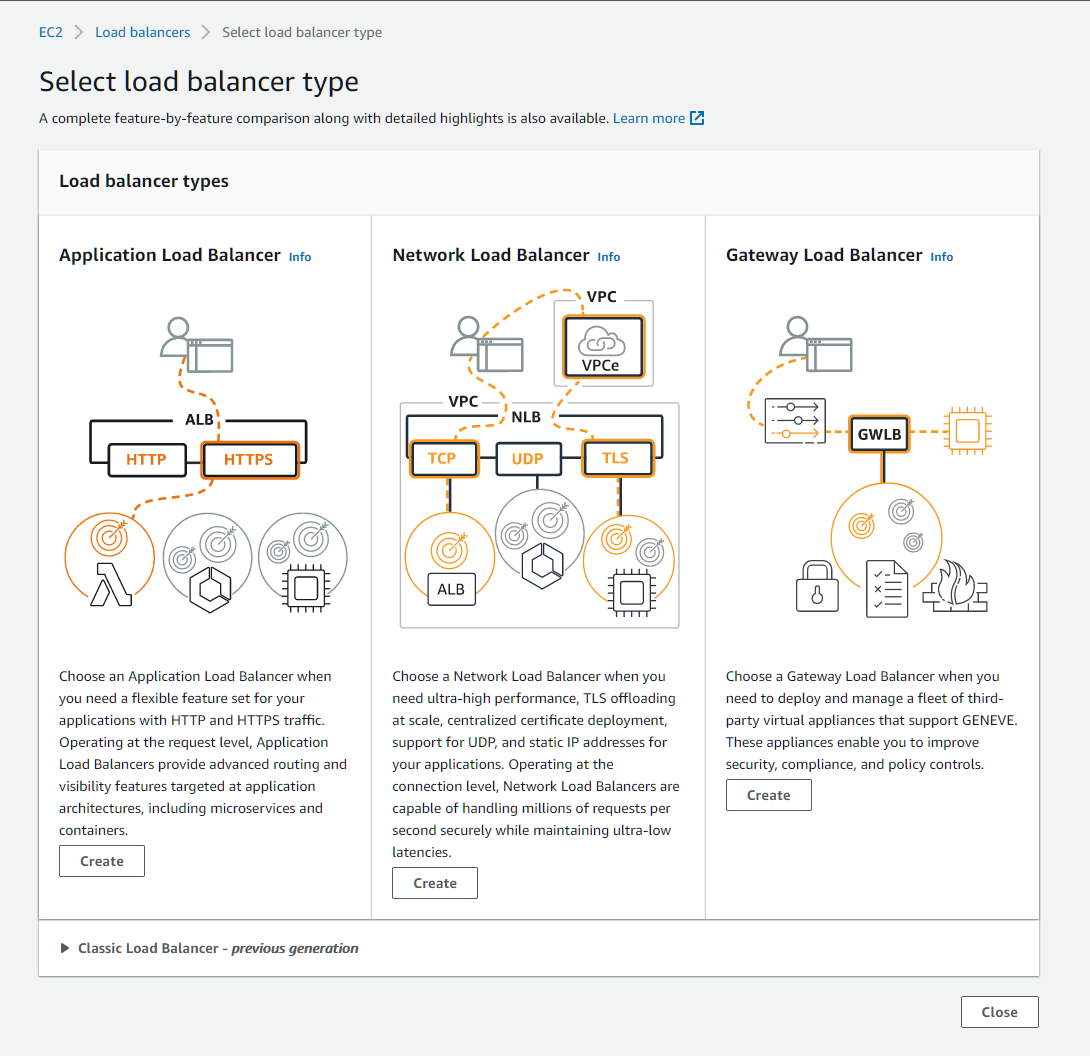 EC2 > Load balancers > Select load balancer type
Select load balancer type
A complete feature-by-feature comparison along with detailed highlights is also available. Learn more
Load balancer types
Application Load Balancer Info
ALB
HTTP HTTPS
Choose an Application Load Balancer when
you need a flexible feature set for your
applications with HTTP and HTTPS traffic.
Operating at the request level, Application
Load Balancers provide advanced routing and
visibility features targeted at application
architectures, including microservices and
containers.
Create
Network Load Balancer Info
VPC
VPCe
VPC
NLB
TCP UDP TLS
ALB
Choose a Network Load Balancer when you
need ultra-high performance, TLS offloading
at scale, centralized certificate deployment,
support for UDP, and static IP addresses for
your applications. Operating at the
connection level, Network Load Balancers are
capable of handling millions of requests per
second securely while maintaining ultra-low
latencies.
Create
Gateway Load Balancer Info
GWLB
Choose a Gateway Load Balancer when you
need to deploy and manage a fleet of third-
party virtual appliances that support GENEVE.
These appliances enable you to improve
security, compliance, and policy controls.
Create
Classic Load Balancer - previous generation
Close